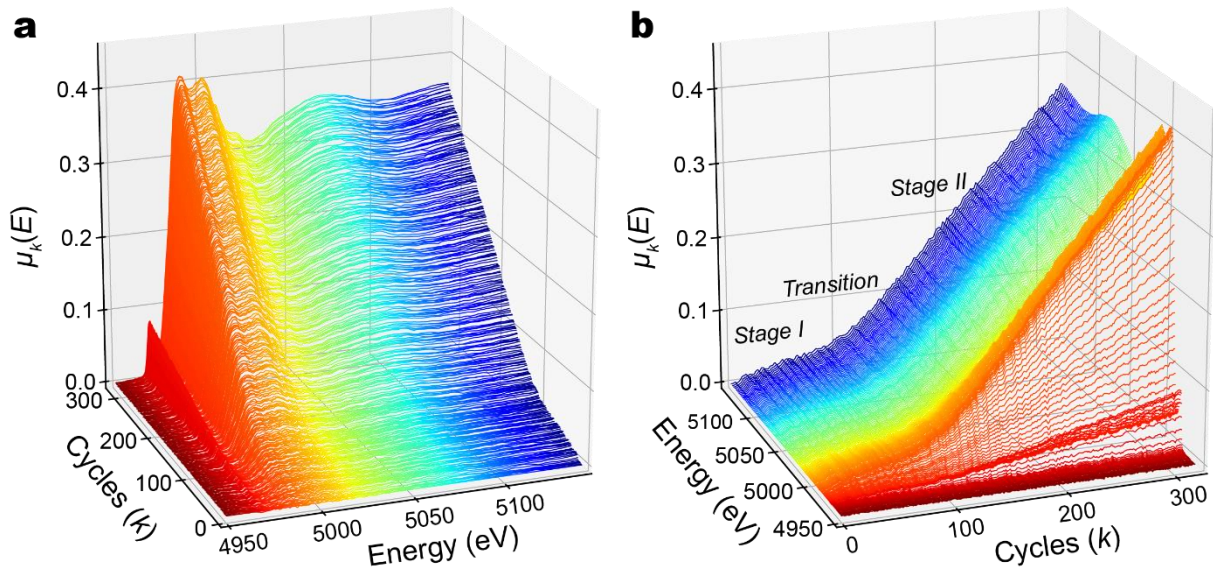 a
0.4
0.3
0.2
0.1
0.0
μk(E)
300
200
100
0
Cycles (k)
4950
5000
5050
5100
Energy (eV)
b
0.4
0.3
0.2
0.1
0.0
μk(E)
Stage II
Transition
Stage I
5100
5050
5000
4950
Energy (eV)
0
100
200
300
Cycles (k)